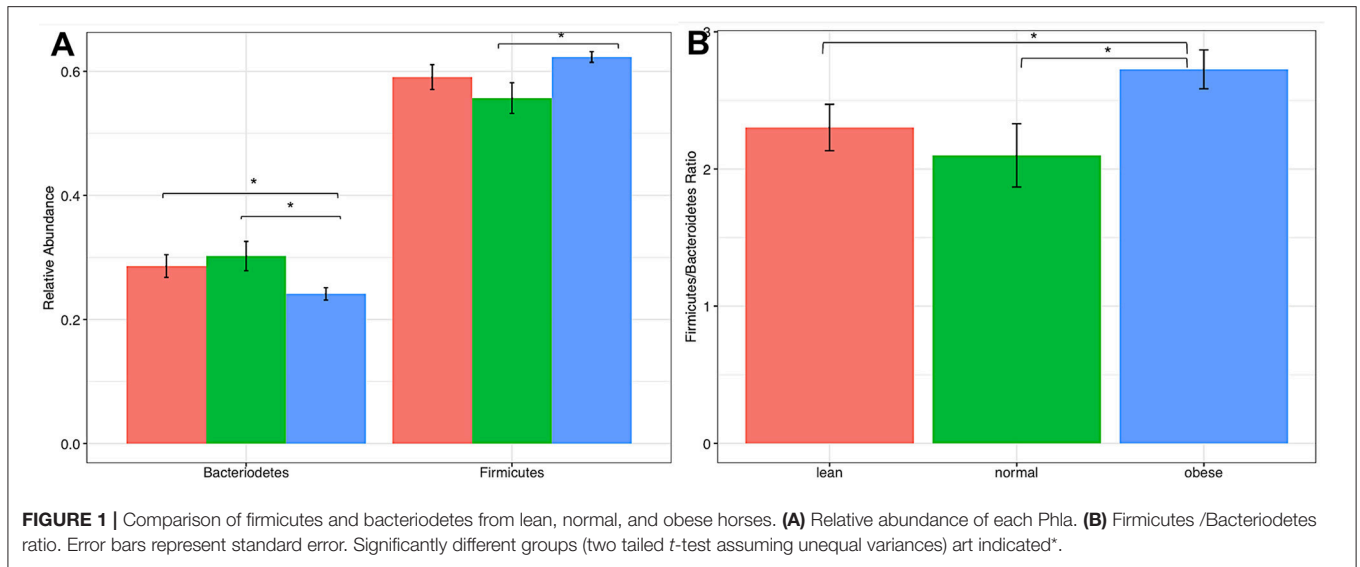 A
*
0.6
*
0.4
*
Relative Abundance
0.2
0.0
Bacteriodetes Firmicutes
B
3
*
*
2
Firmicutes/Bacteroidetes Ratio
1
0
lean normal obese
FIGURE 1 | Comparison of firmicutes and bacteriodetes from lean, normal, and obese horses. (A) Relative abundance of each Phla. (B) Firmicutes /Bacteriodetes
ratio. Error bars represent standard error. Significantly different groups (two tailed t-test assuming unequal variances) art indicated*.